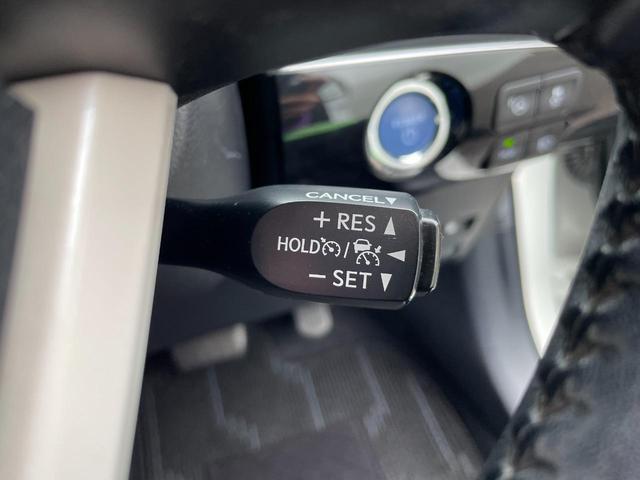 CANCEL▼
+ RES ▲
HOLD / ◀
− SET ▼